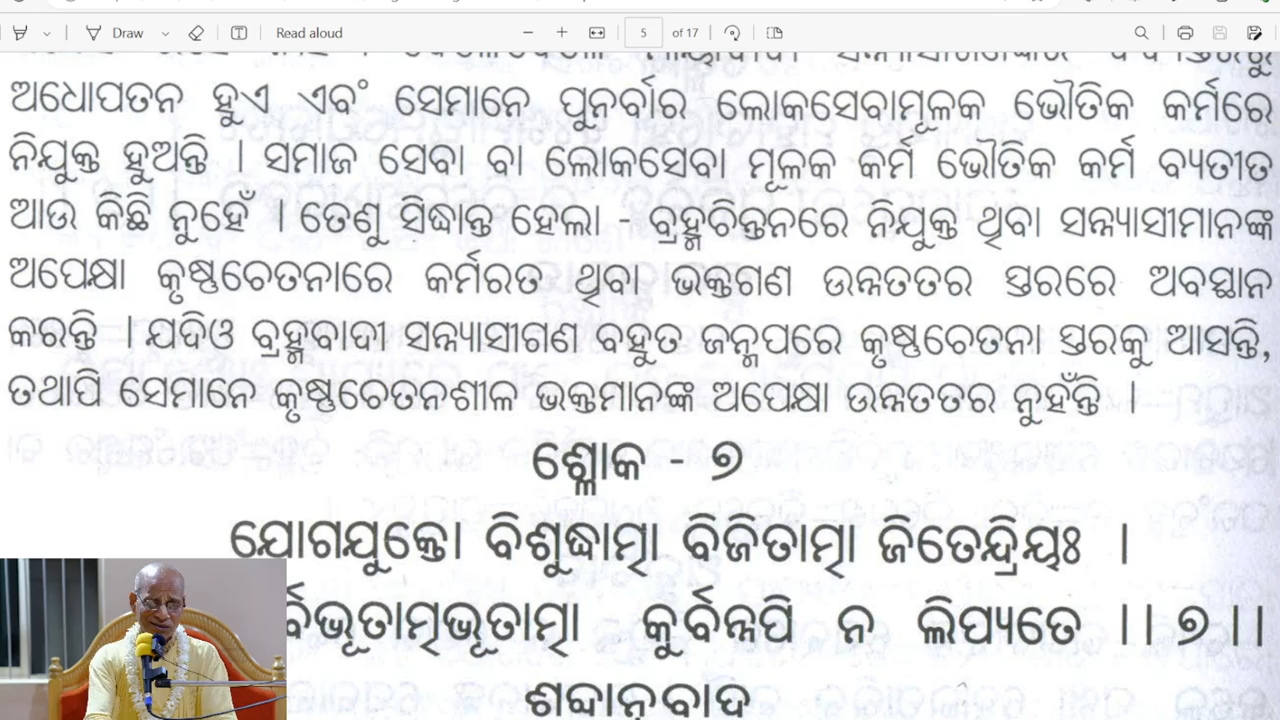 Draw
Read aloud
5
of 17
ଅଧୋପତନ ହୁଏ ଏବଂ ସେମାନେ ପୁନର୍ବାର ଲୋକସେବାମୂଳକ ଭୌତିକ କର୍ମରେ
ନିଯୁକ୍ତ ହୁଅନ୍ତି । ସମାଜ ସେବା ବା ଲୋକସେବା ମୂଳକ କର୍ମ ଭୌତିକ କର୍ମ ବ୍ୟତୀତ
ଆଉ କିଛି ନୁହେଁ । ତେଣୁ ସିଦ୍ଧାନ୍ତ ହେଲା - ବ୍ରହ୍ମଚିନ୍ତନରେ ନିଯୁକ୍ତ ଥିବା ସନ୍ନ୍ୟାସୀମାନଙ୍କ
ଅପେକ୍ଷା କୃଷ୍ଣଚେତନାରେ କର୍ମରତ ଥିବା ଭକ୍ତଗଣ ଉନ୍ନତତର ସ୍ତରରେ ଅବସ୍ଥାନ
କରନ୍ତି । ଯଦିଓ ବ୍ରହ୍ମବାଦୀ ସନ୍ନ୍ୟାସୀଗଣ ବହୁତ ଜନ୍ମପରେ କୃଷ୍ଣଚେତନା ସ୍ତରକୁ ଆସନ୍ତି,
ତଥାପି ସେମାନେ କୃଷ୍ଣଚେତନଶୀଳ ଭକ୍ତମାନଙ୍କ ଅପେକ୍ଷା ଉନ୍ନତତର ନୁହଁନ୍ତି ।
ଶ୍ଳୋକ - ୭
ଯୋଗଯୁକ୍ତୋ ବିଶୁଦ୍ଧାତ୍ମା ବିଜିତାତ୍ମା ଜିତେନ୍ଦ୍ରିୟଃ ।
ର୍ବଭୂତାତ୍ମଭୂତାତ୍ମା କୁର୍ବନ୍ନପି ନ ଲିପ୍ୟତେ ।।୭।।
ଶବ୍ଦାନୁବାଦ